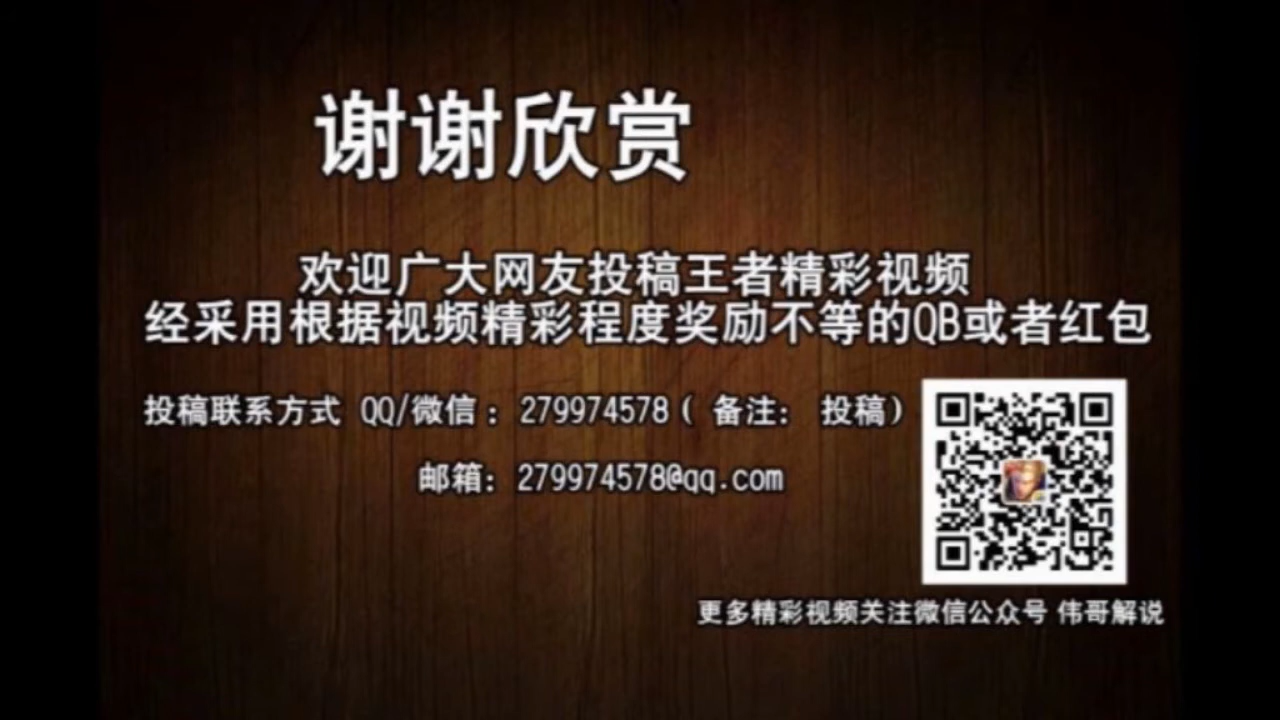 谢谢欣赏
欢迎广大网友投稿王者精彩视频
经采用根据视频精彩程度奖励不等的QB或者红包
投稿联系方式 QQ/微信：279974578（ 备注： 投稿）
邮箱：279974578@qq.com
更多精彩视频关注微信公众号 伟哥解说